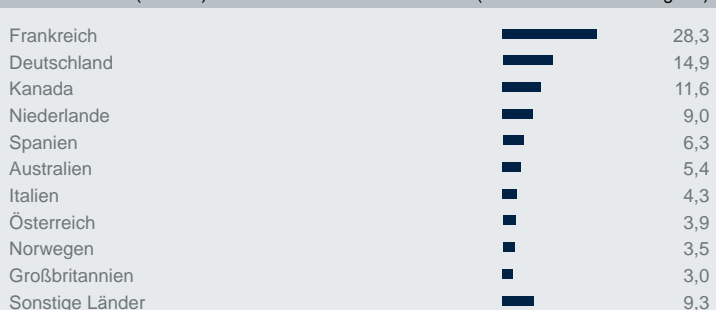 Frankreich 28,3
Deutschland 14,9
Kanada 11,6
Niederlande 9,0
Spanien 6,3
Australien 5,4
Italien 4,3
Österreich 3,9
Norwegen 3,5
Großbritannien 3,0
Sonstige Länder 9,3